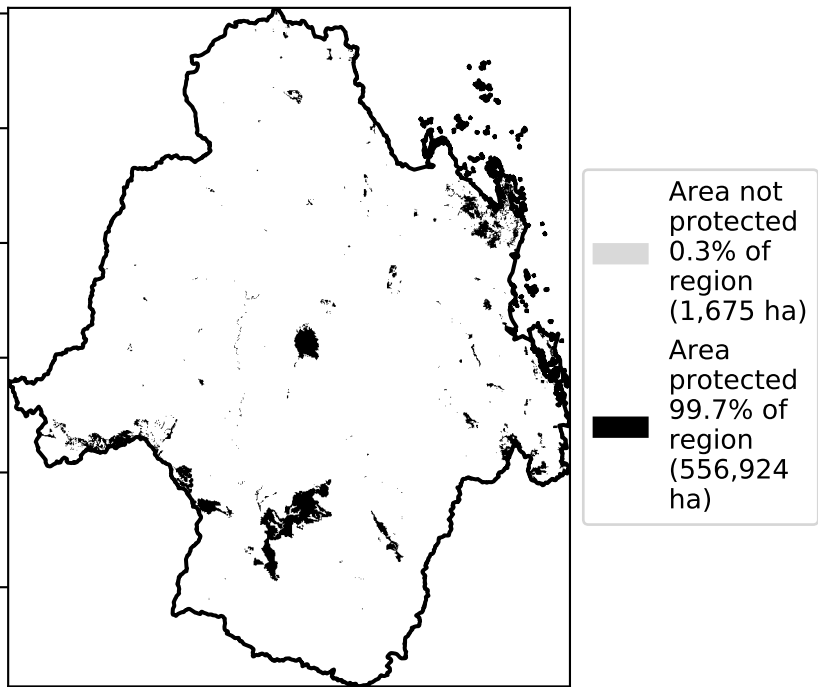 Area not
protected
0.3% of
region
(1,675 ha)
Area
protected
99.7% of
region
(556,924
ha)